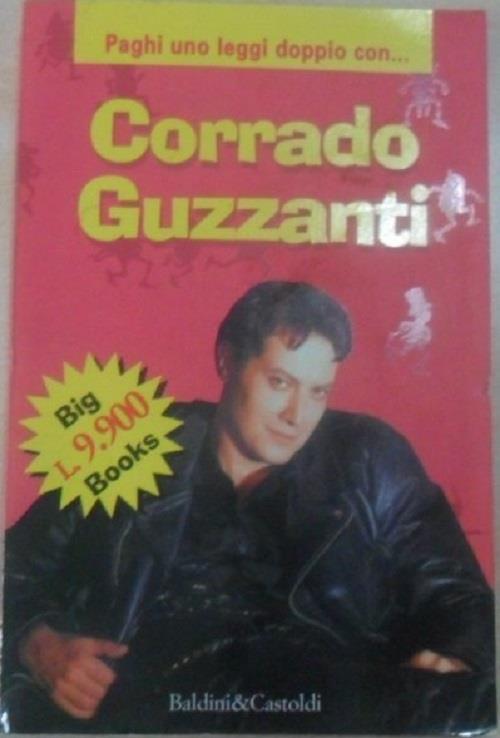 Paghi uno leggi doppio con...
Corrado
Guzzanti
Big
L. 9.900
Books
Baldini&Castoldi